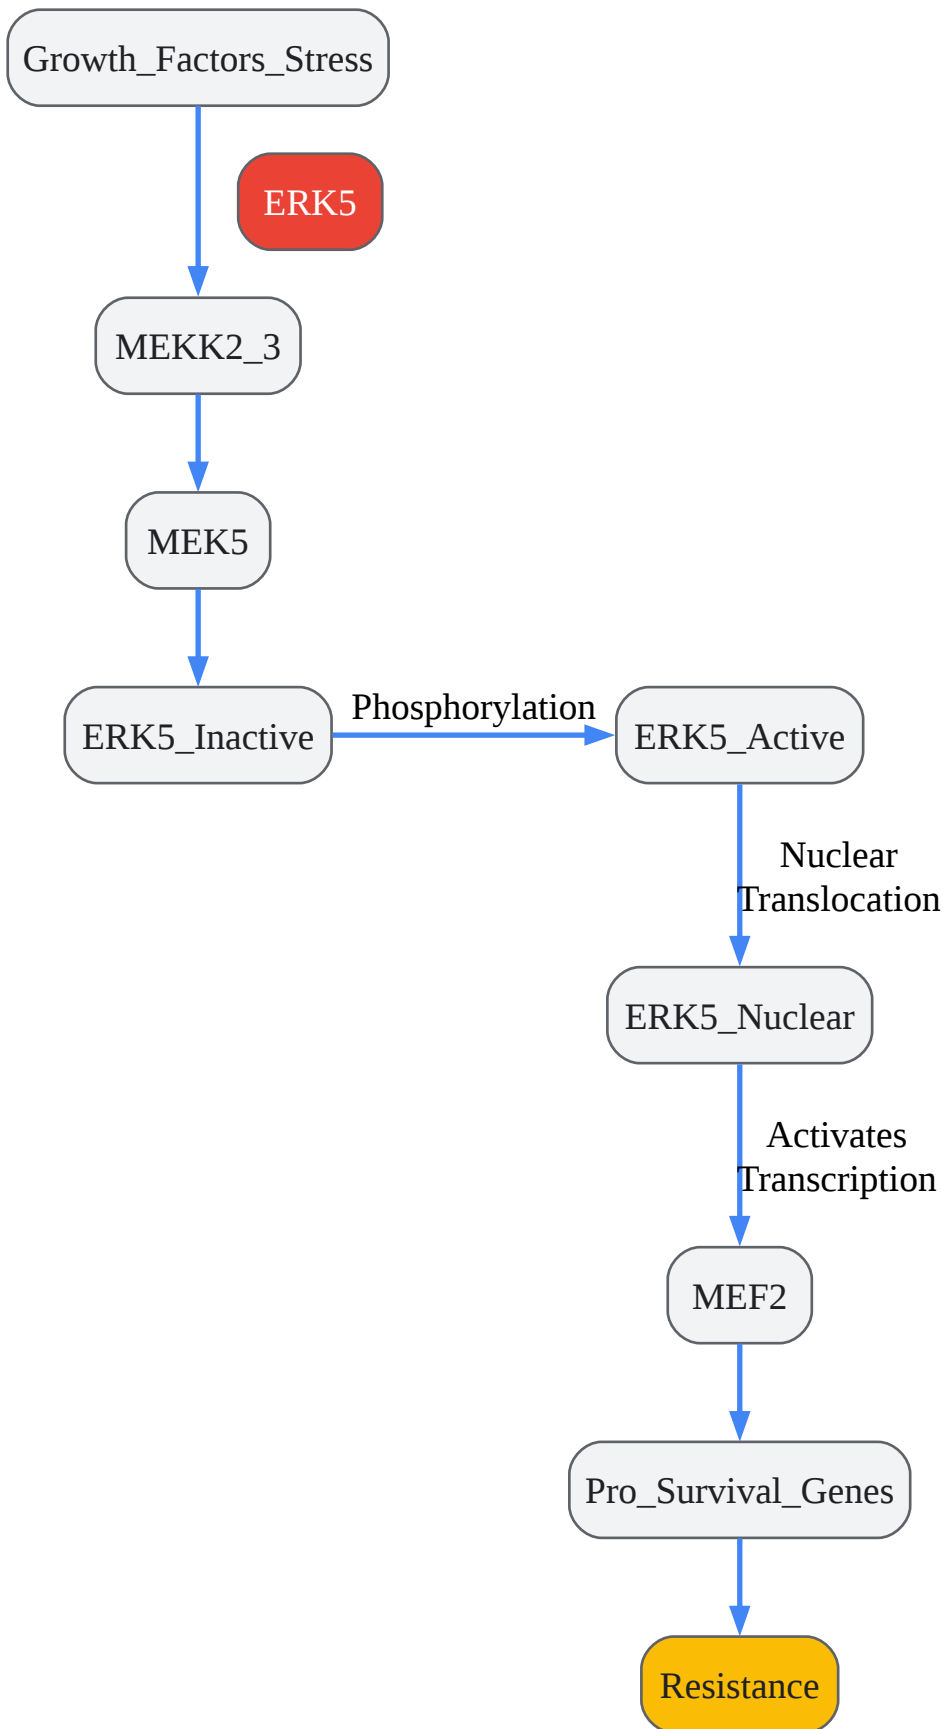 Growth_Factors_Stress
ERK5
MEKK2_3
MEK5
ERK5_Inactive
Phosphorylation
ERK5_Active
Nuclear
Translocation
ERK5_Nuclear
Activates
Transcription
MEF2
Pro_Survival_Genes
Resistance